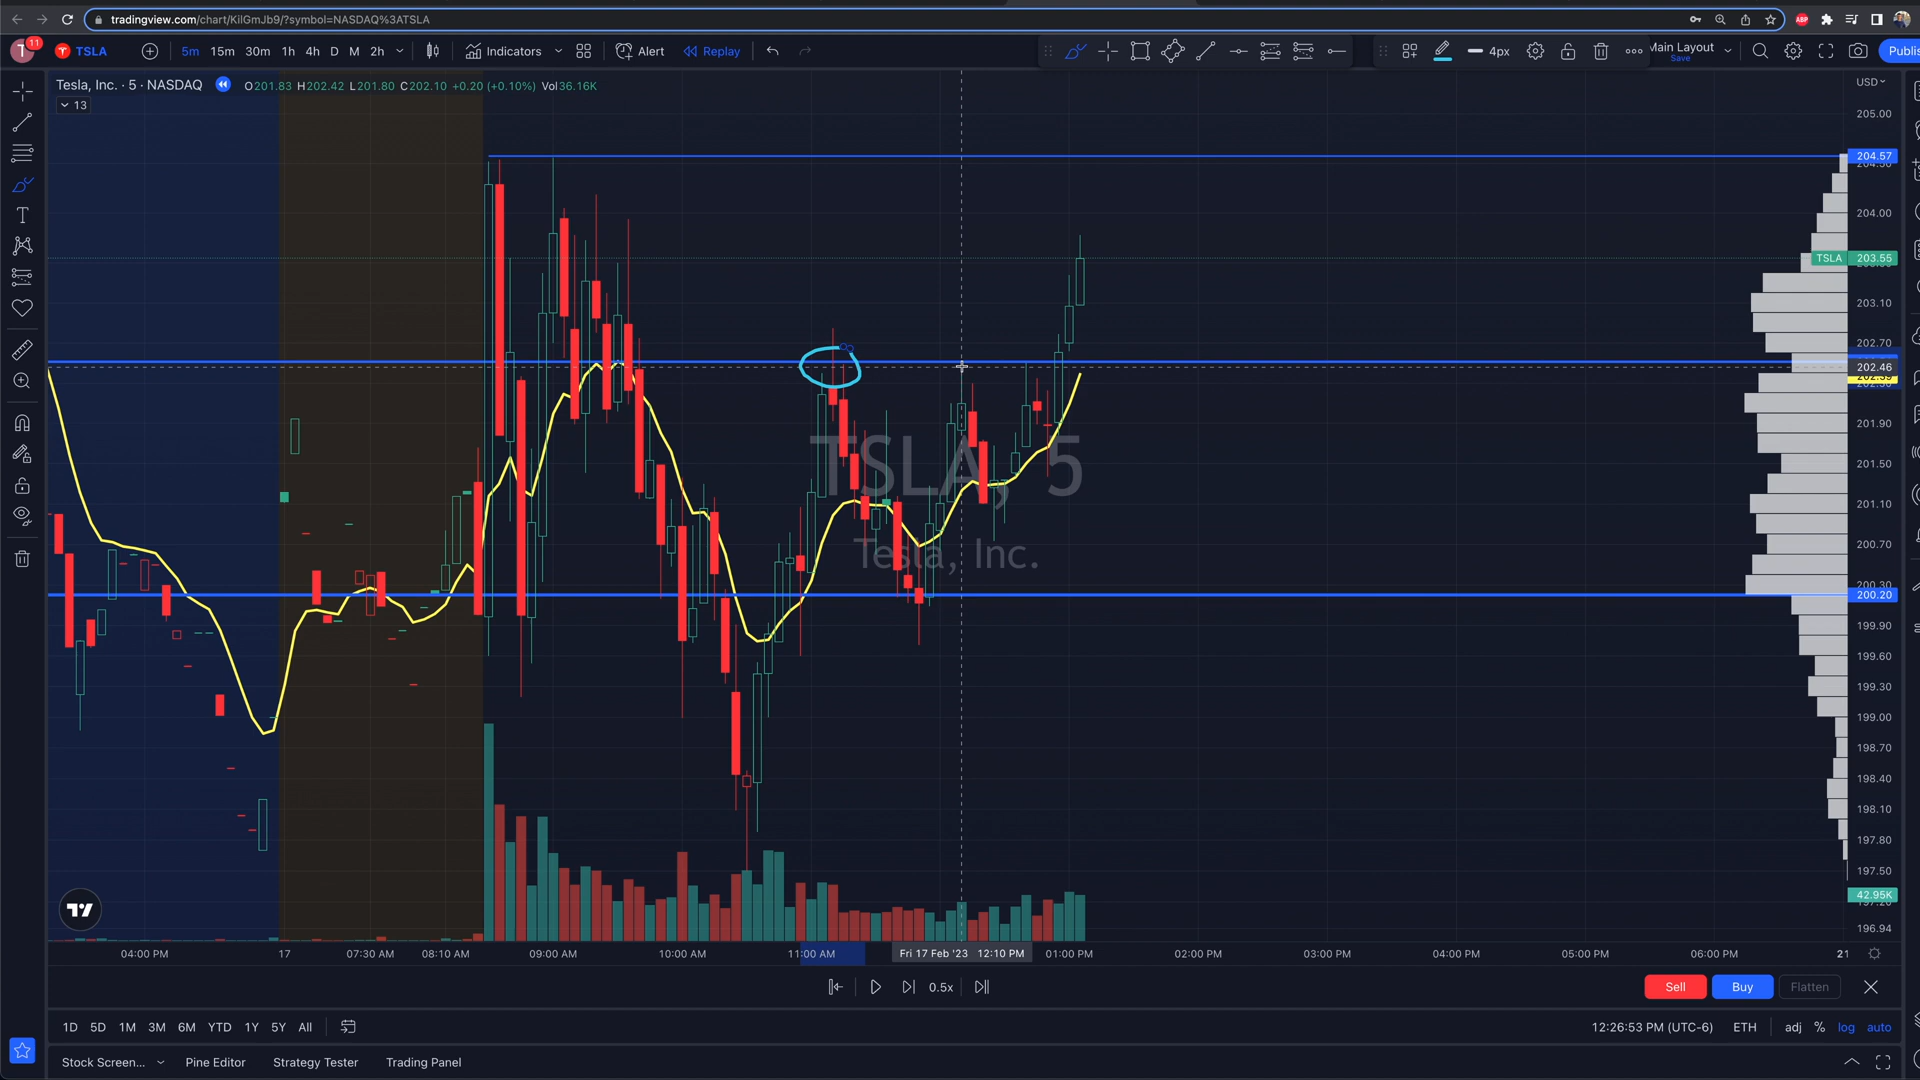 tradingview.com/chart/KilGmJb9/?symbol=NASDAQ%3ATSLA
ABP
T 11 TSLA 5m 15m 30m 1h 4h D M 2h Indicators Alert Replay 4px Main Layout Save Publis
Tesla, Inc. · 5 · NASDAQ O201.83 H202.42 L201.80 C202.10 +0.20 (+0.10%) Vol36.16K
USD
13
205.00
204.57
204.00
TSLA 203.55
203.10
202.70
202.46
201.90
TSLA, 5
201.50
201.10
200.70
Tesla, Inc.
200.30
200.20
199.90
199.60
199.30
199.00
198.70
198.40
198.10
197.80
197.50
42.95K
196.94
04:00 PM 17 07:30 AM 08:10 AM 09:00 AM 10:00 AM 11:00 AM Fri 17 Feb '23 12:10 PM 01:00 PM 02:00 PM 03:00 PM 04:00 PM 05:00 PM 06:00 PM 21
0.5x Sell Buy Flatten
1D 5D 1M 3M 6M YTD 1Y 5Y All 12:26:53 PM (UTC-6) ETH adj % log auto
Stock Screen... Pine Editor Strategy Tester Trading Panel